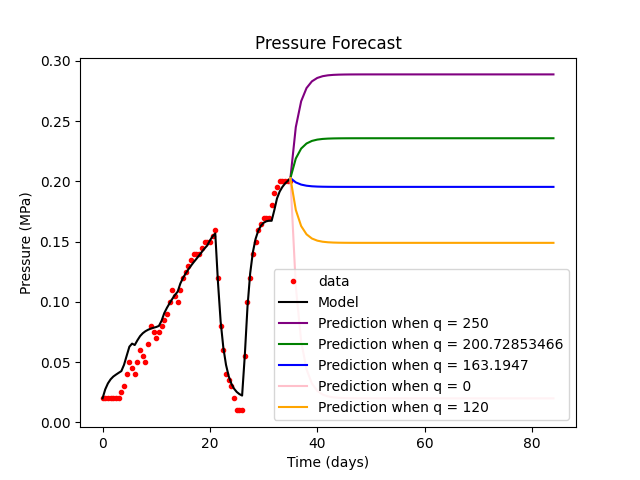 Pressure Forecast
Pressure (MPa)
0.30
0.25
0.20
0.15
0.10
0.05
0.00
data
Model
Prediction when q = 250
Prediction when q = 200.72853466
Prediction when q = 163.1947
Prediction when q = 0
Prediction when q = 120
0
20
40
60
80
Time (days)